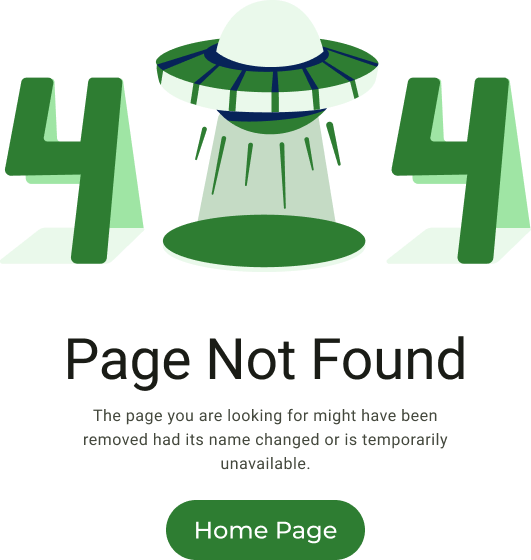 4 4
Page Not Found
The page you are looking for might have been
removed had its name changed or is temporarily
unavailable.
Home Page